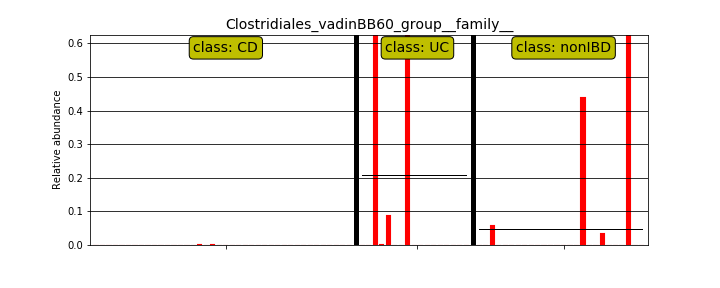 Clostridiales_vadinBB60_group__family__
class: CD
class: UC
class: nonIBD
Relative abundance
0.6
0.5
0.4
0.3
0.2
0.1
0.0